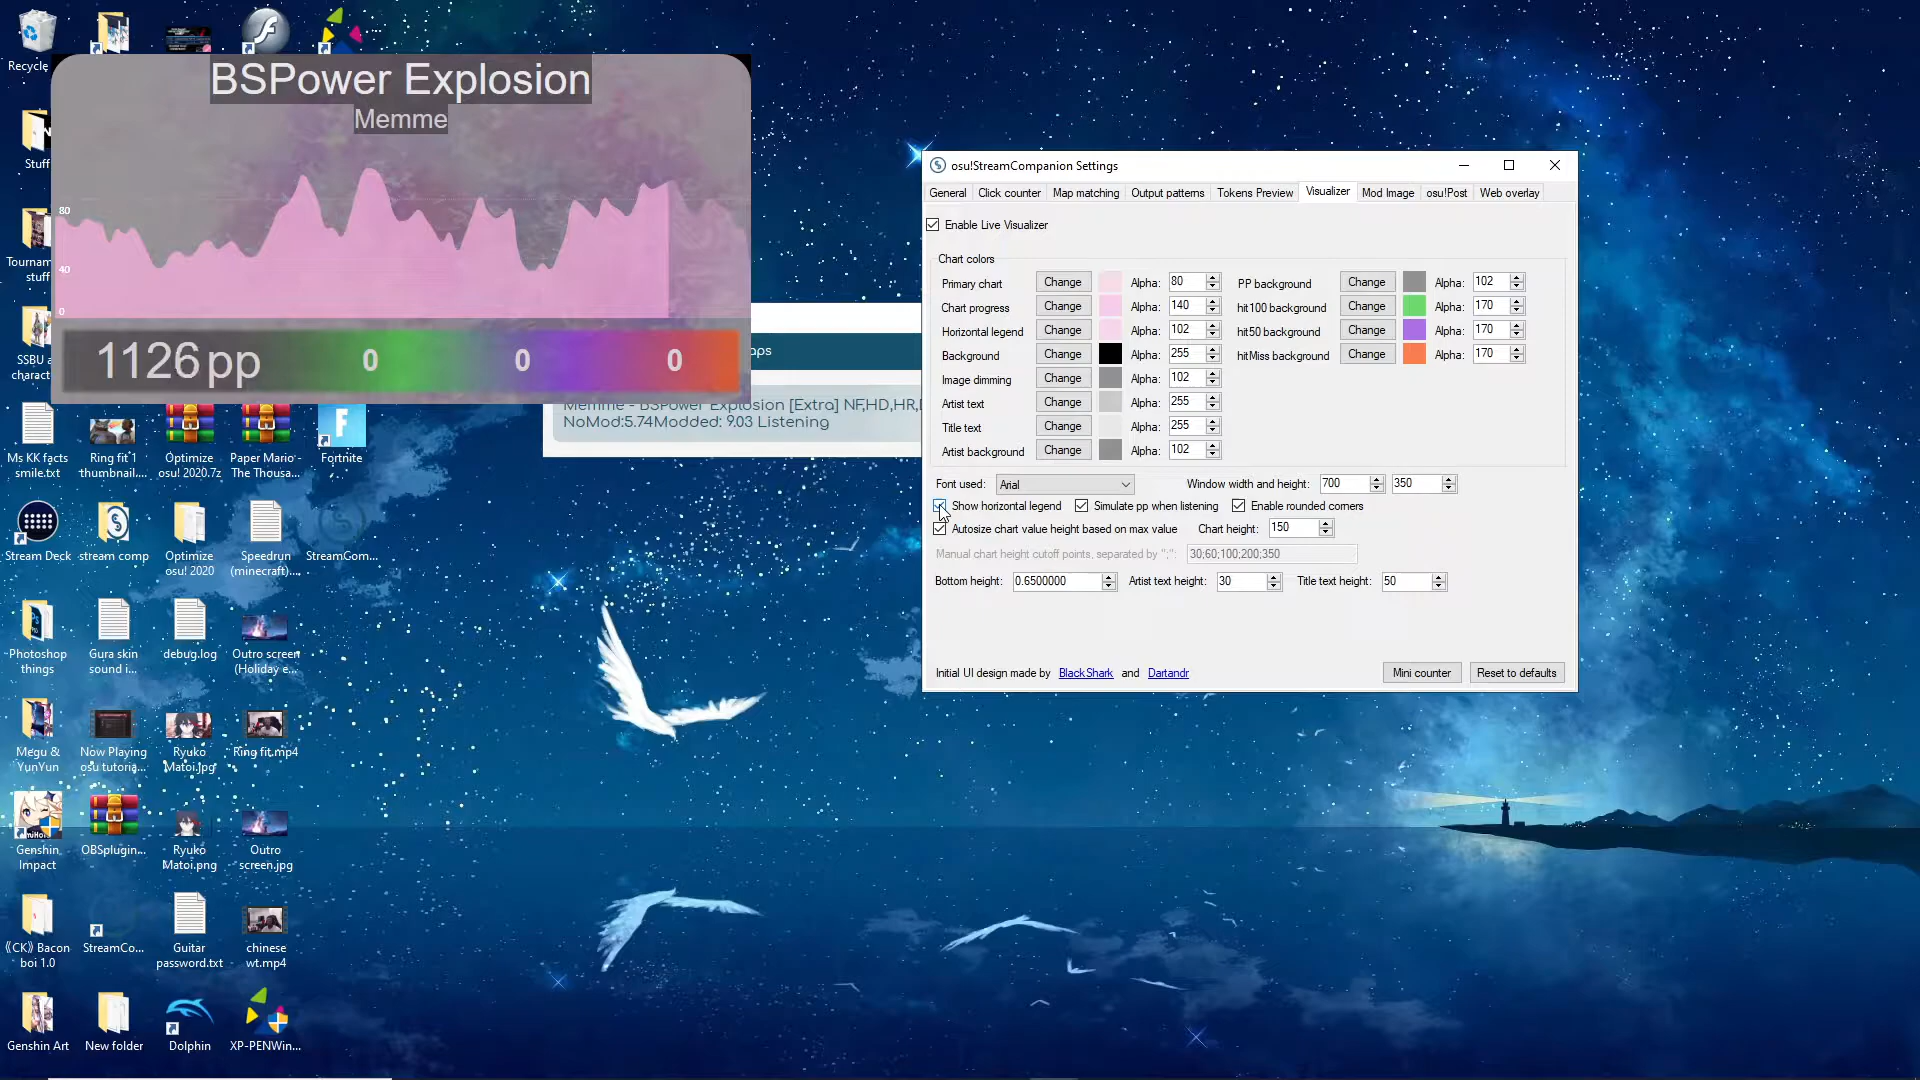 Recycle
Stuff
Tournam
stuff
SSBU a
charact
BSPower Explosion
Memme
80
40
0
1126pp
0
0
0
aps
Memme - BSPower Explosion [Extra] NF,HD,HR,
NoMod:5.74Modded: 9.03 Listening
Ms KK facts
smile.txt
Ring fit 1
thumbnail....
Optimize
osu! 2020.7z
Paper Mario -
The Thousa...
Fortnite
Stream Deck
stream comp
Optimize
osu! 2020
Speedrun
(minecraft)...
StreamCom...
Photoshop
things
Gura skin
sound i...
debug.log
Outro screen
(Holiday e...
Megu &
YunYun
Now Playing
osu tutoria...
Ryuko
Matoi.jpg
Ring fit.mp4
Genshin
Impact
OBSplugin...
Ryuko
Matoi.png
Outro
screen.jpg
《CK》 Bacon
boi 1.0
StreamCo...
Guitar
password.txt
chinese
wt.mp4
Genshin Art
New folder
Dolphin
XP-PENWin...
osu!StreamCompanion Settings
General Click counter Map matching Output patterns Tokens Preview Visualizer Mod Image osu!Post Web overlay
Enable Live Visualizer
Chart colors
Primary chart Change Alpha: 80 PP background Change Alpha: 102
Chart progress Change Alpha: 140 hit100 background Change Alpha: 170
Horizontal legend Change Alpha: 102 hit50 background Change Alpha: 170
Background Change Alpha: 255 hitMiss background Change Alpha: 170
Image dimming Change Alpha: 102
Artist text Change Alpha: 255
Title text Change Alpha: 255
Artist background Change Alpha: 102
Font used: Arial Window width and height: 700 350
Show horizontal legend Simulate pp when listening Enable rounded corners
Autosize chart value height based on max value Chart height: 150
Manual chart height cutoff points, separated by ";": 30;60;100;200;350
Bottom height: 0.6500000 Artist text height: 30 Title text height: 50
Initial UI design made by BlackShark and Dartandr Mini counter Reset to defaults